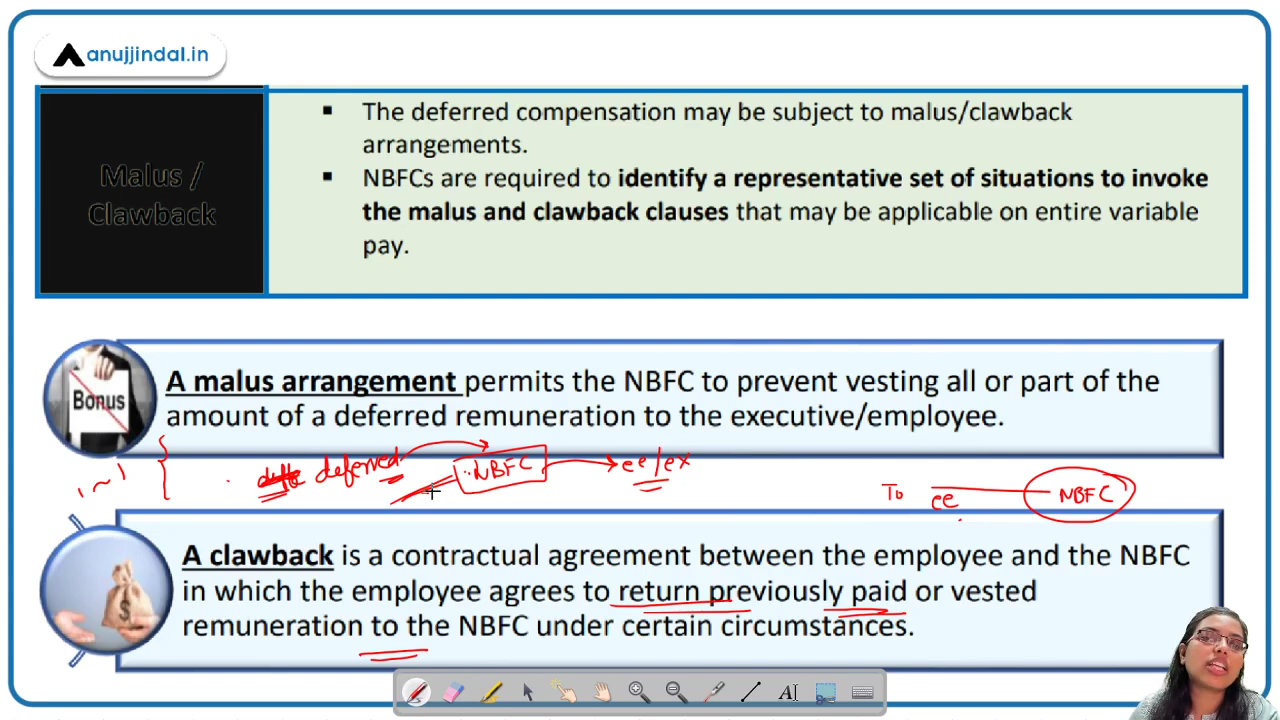 anujjindal.in
Malus /
Clawback
▪ The deferred compensation may be subject to malus/clawback
arrangements.
▪ NBFCs are required to identify a representative set of situations to invoke
the malus and clawback clauses that may be applicable on entire variable
pay.
Bonus
A malus arrangement permits the NBFC to prevent vesting all or part of the
amount of a deferred remuneration to the executive/employee.
deferred NBFC ee/ex
To ee NBFC
A clawback is a contractual agreement between the employee and the NBFC
in which the employee agrees to return previously paid or vested
remuneration to the NBFC under certain circumstances.
$
AI